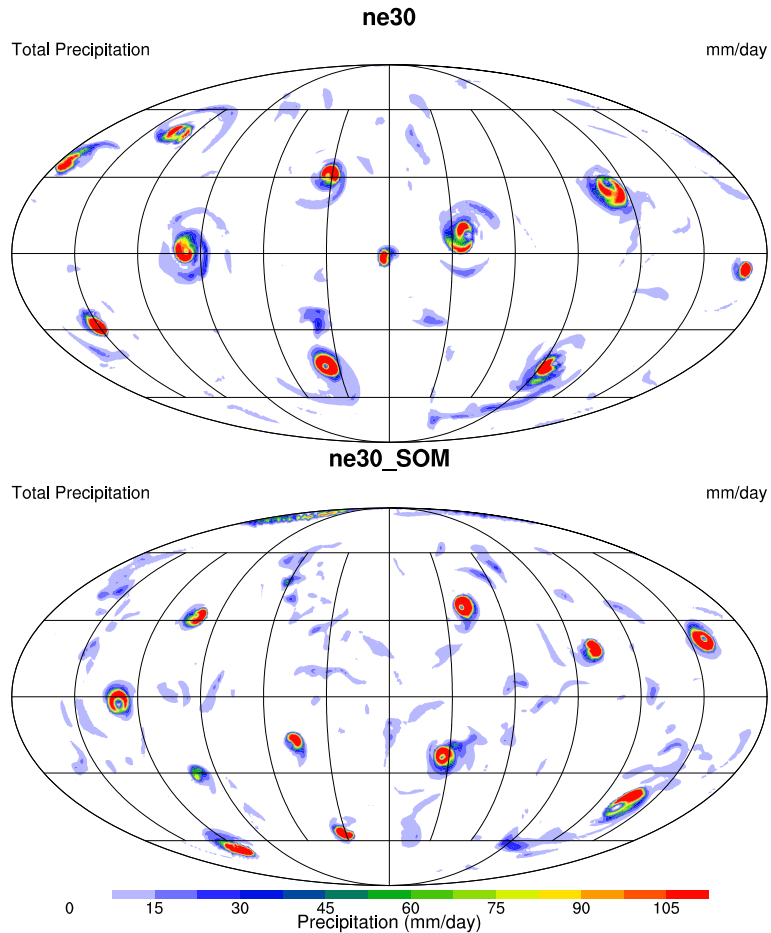 ne30
Total Precipitation mm/day
ne30_SOM
Total Precipitation mm/day
0 15 30 45 60 75 90 105
Precipitation (mm/day)